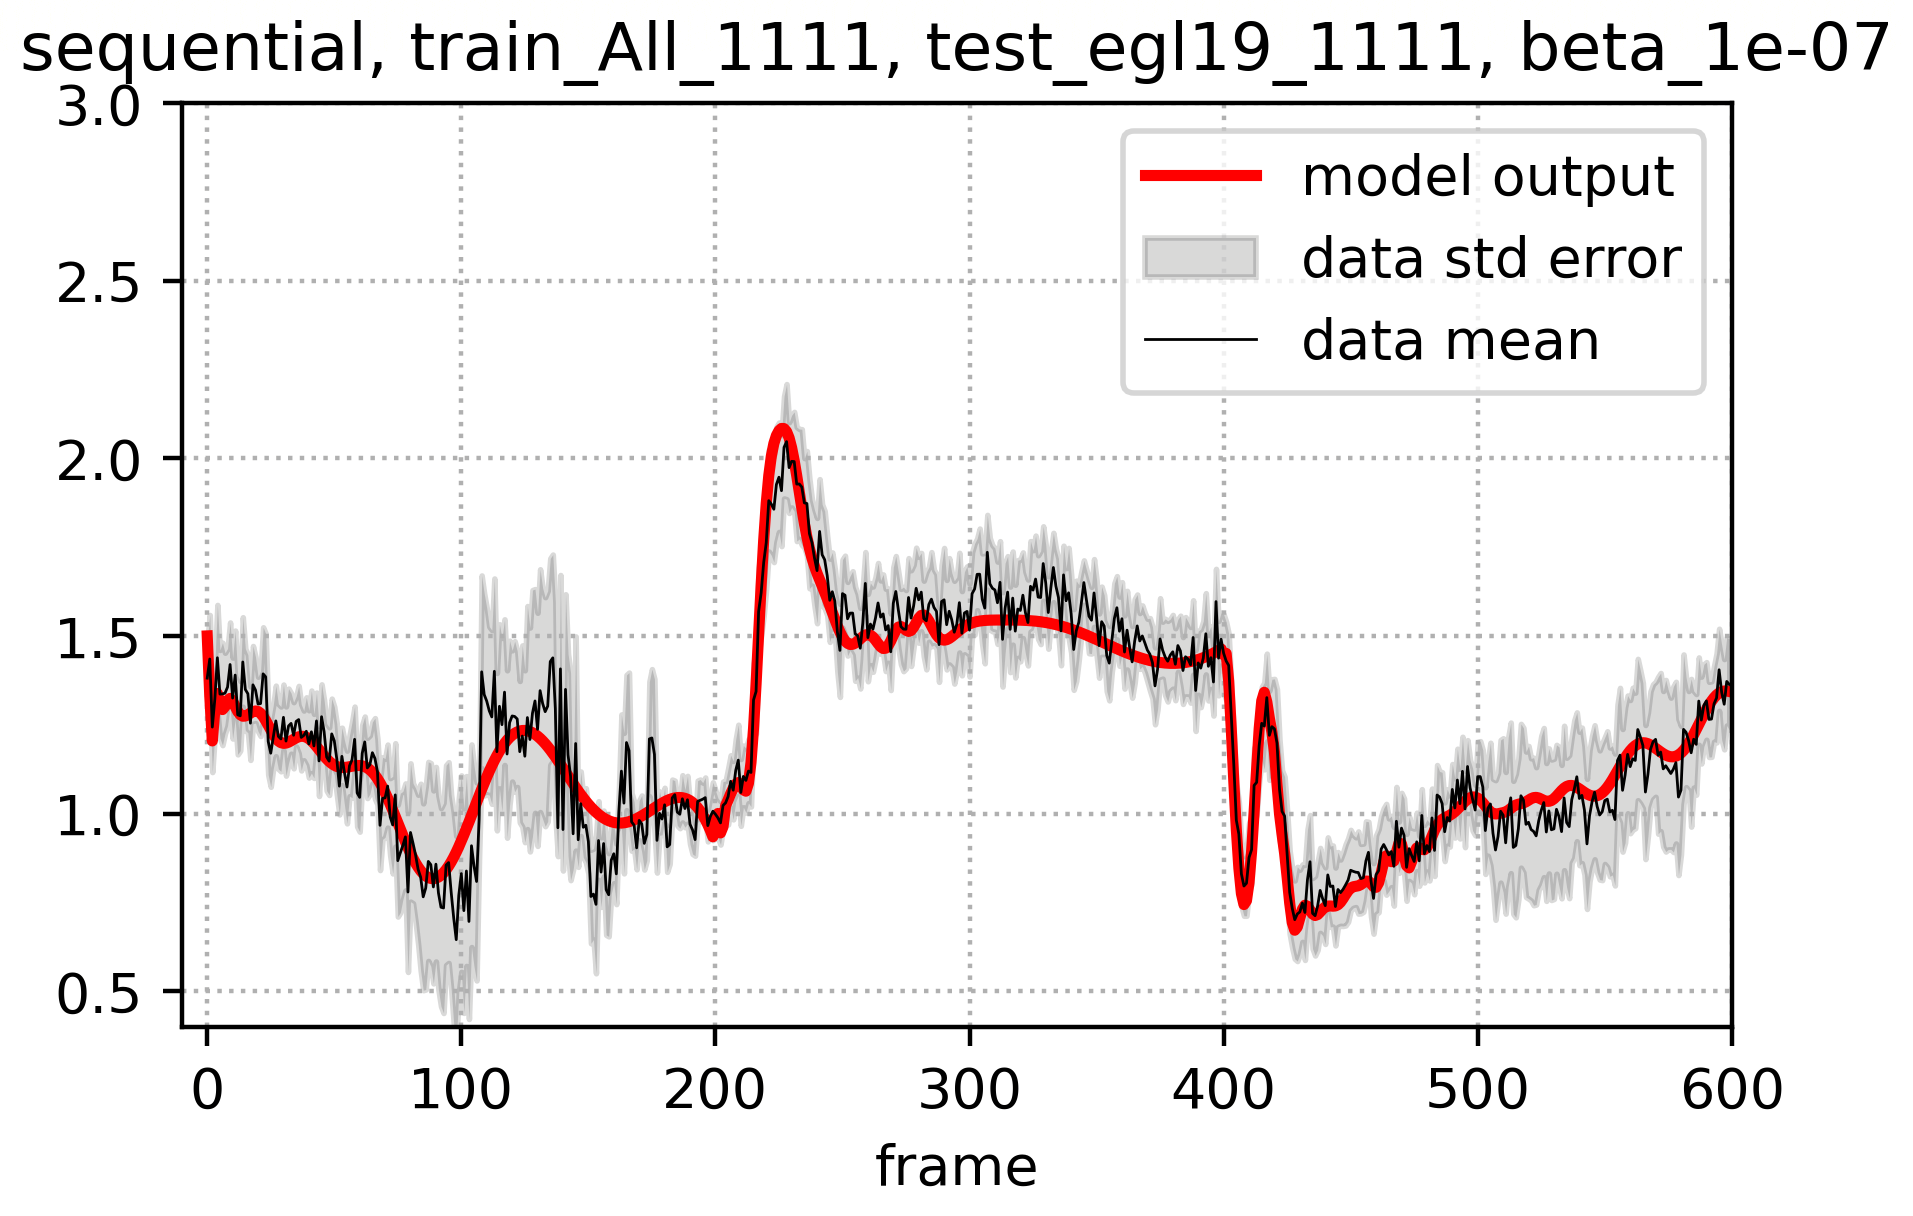 sequential, train_All_1111, test_egl19_1111, beta_1e-07
3.0
2.5
2.0
1.5
1.0
0.5
model output
data std error
data mean
0 100 200 300 400 500 600
frame